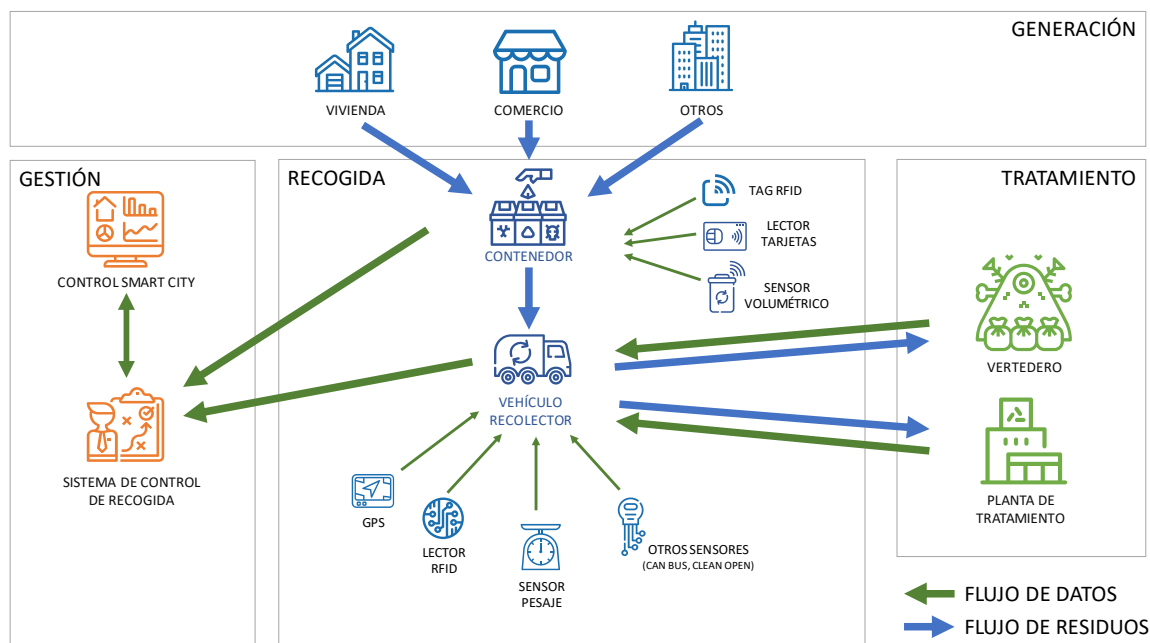 GENERACIÓN
VIVIENDA
COMERCIO
OTROS
GESTIÓN
CONTROL SMART CITY
SISTEMA DE CONTROL
DE RECOGIDA
RECOGIDA
CONTENEDOR
TAG RFID
LECTOR
TARJETAS
SENSOR
VOLUMÉTRICO
VEHÍCULO
RECOLECTOR
GPS
LECTOR
RFID
SENSOR
PESAJE
OTROS SENSORES
(CAN BUS, CLEAN OPEN)
TRATAMIENTO
VERTEDERO
PLANTA DE
TRATAMIENTO
FLUJO DE DATOS
FLUJO DE RESIDUOS